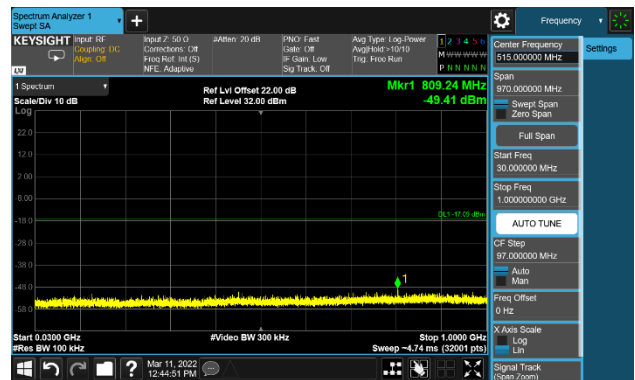 Spectrum Analyzer 1
Swept SA
+
Frequency
KEYSIGHT
Input: RF
Coupling: DC
Align: Off
Input Z: 50 Ω
Corrections: Off
Freq Ref: Int (S)
NFE: Adaptive
#Atten: 20 dB
PNO: Fast
Gate: Off
IF Gain: Low
Sig Track: Off
Avg Type: Log-Power
Avg|Hold:>10/10
Trig: Free Run
1 2 3 4 5 6
M W W W W W
P N N N N N
LXI
1 Spectrum
Scale/Div 10 dB
Log
Ref Lvl Offset 22.00 dB
Ref Level 32.00 dBm
Mkr1 809.24 MHz
-49.41 dBm
22.0
12.0
2.00
-8.00
-18.0
-28.0
-38.0
-48.0
-58.0
DL1 -17.09 dBm
1
Start 0.0300 GHz
#Res BW 100 kHz
#Video BW 300 kHz
Stop 1.0000 GHz
Sweep ~4.74 ms (32001 pts)
Center Frequency
515.000000 MHz
Settings
Span
970.000000 MHz
Swept Span
Zero Span
Full Span
Start Freq
30.000000 MHz
Stop Freq
1.000000000 GHz
AUTO TUNE
CF Step
97.000000 MHz
Auto
Man
Freq Offset
0 Hz
X Axis Scale
Log
Lin
Signal Track
(Span Zoom)
?
Mar 11, 2022
12:44:51 PM